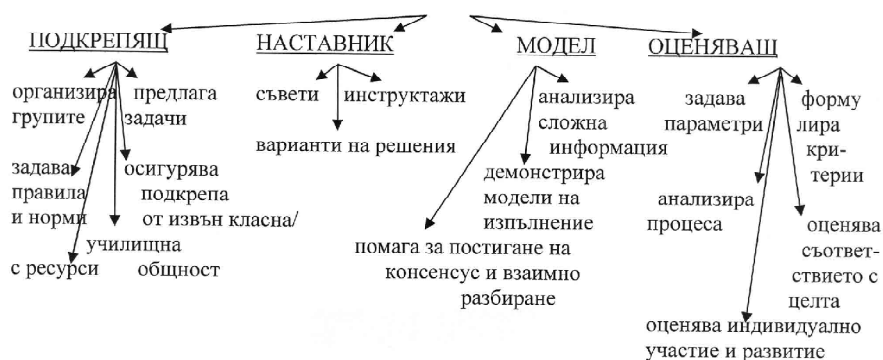 ПОДКРЕПЯЩ
организира
групите
предлага
задачи
задава
правила
и норми
осигурява
подкрепа
от извън класна/
училищна
общност
с ресурси
НАСТАВНИК
съвети
инструктажи
варианти на решения
МОДЕЛ
анализира
сложна
информация
демонстрира
модели на
изпълнение
помага за постигане на
консенсус и взаимно
разбиране
ОЦЕНЯВАЩ
задава
параметри
форму
лира
кри-
терии
анализира
процеса
оценява
съответ-
ствието с
целта
оценява индивидуално
участие и развитие